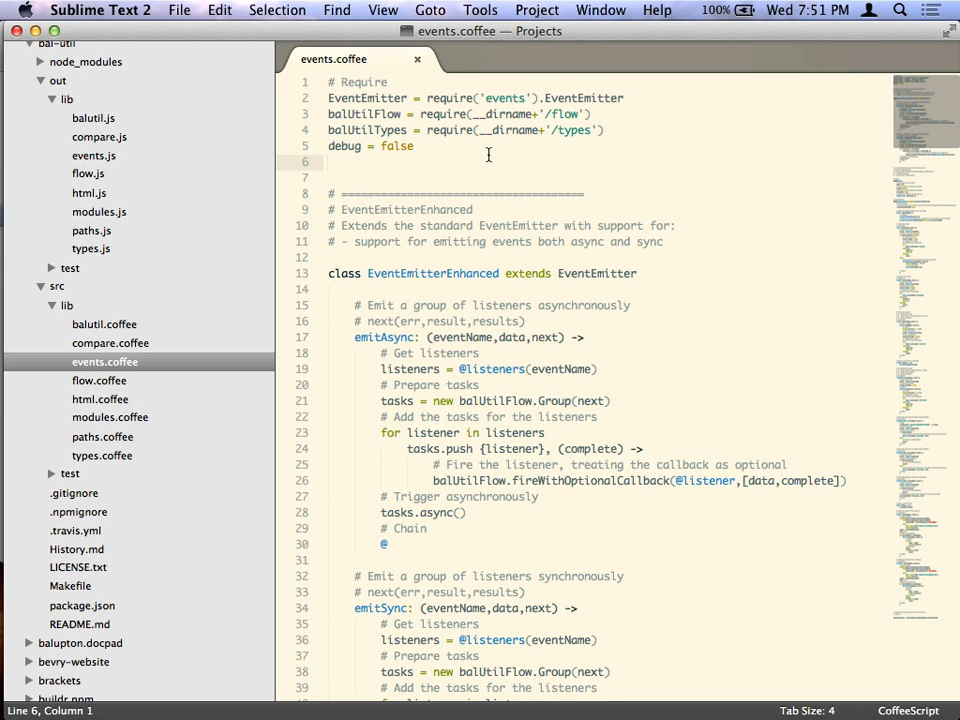 Sublime Text 2 File Edit Selection Find View Goto Tools Project Window Help 100% Wed 7:51 PM
events.coffee — Projects
bal-util
node_modules
out
lib
balutil.js
compare.js
events.js
flow.js
html.js
modules.js
paths.js
types.js
test
src
lib
balutil.coffee
compare.coffee
events.coffee
flow.coffee
html.coffee
modules.coffee
paths.coffee
types.coffee
test
.gitignore
.npmignore
.travis.yml
History.md
LICENSE.txt
Makefile
package.json
README.md
balupton.docpad
bevry-website
brackets
buildr.npm
events.coffee ×
1 # Require
2 EventEmitter = require('events').EventEmitter
3 balUtilFlow = require(__dirname+'/flow')
4 balUtilTypes = require(__dirname+'/types')
5 debug = false
6
7
8 # =====================================
9 # EventEmitterEnhanced
10 # Extends the standard EventEmitter with support for:
11 # - support for emitting events both async and sync
12
13 class EventEmitterEnhanced extends EventEmitter
14
15 # Emit a group of listeners asynchronously
16 # next(err,result,results)
17 emitAsync: (eventName,data,next) ->
18 # Get listeners
19 listeners = @listeners(eventName)
20 # Prepare tasks
21 tasks = new balUtilFlow.Group(next)
22 # Add the tasks for the listeners
23 for listener in listeners
24 tasks.push {listener}, (complete) ->
25 # Fire the listener, treating the callback as optional
26 balUtilFlow.fireWithOptionalCallback(@listener,[data,complete])
27 # Trigger asynchronously
28 tasks.async()
29 # Chain
30 @
31
32 # Emit a group of listeners synchronously
33 # next(err,result,results)
34 emitSync: (eventName,data,next) ->
35 # Get listeners
36 listeners = @listeners(eventName)
37 # Prepare tasks
38 tasks = new balUtilFlow.Group(next)
39 # Add the tasks for the listeners
Line 6, Column 1 Tab Size: 4 CoffeeScript